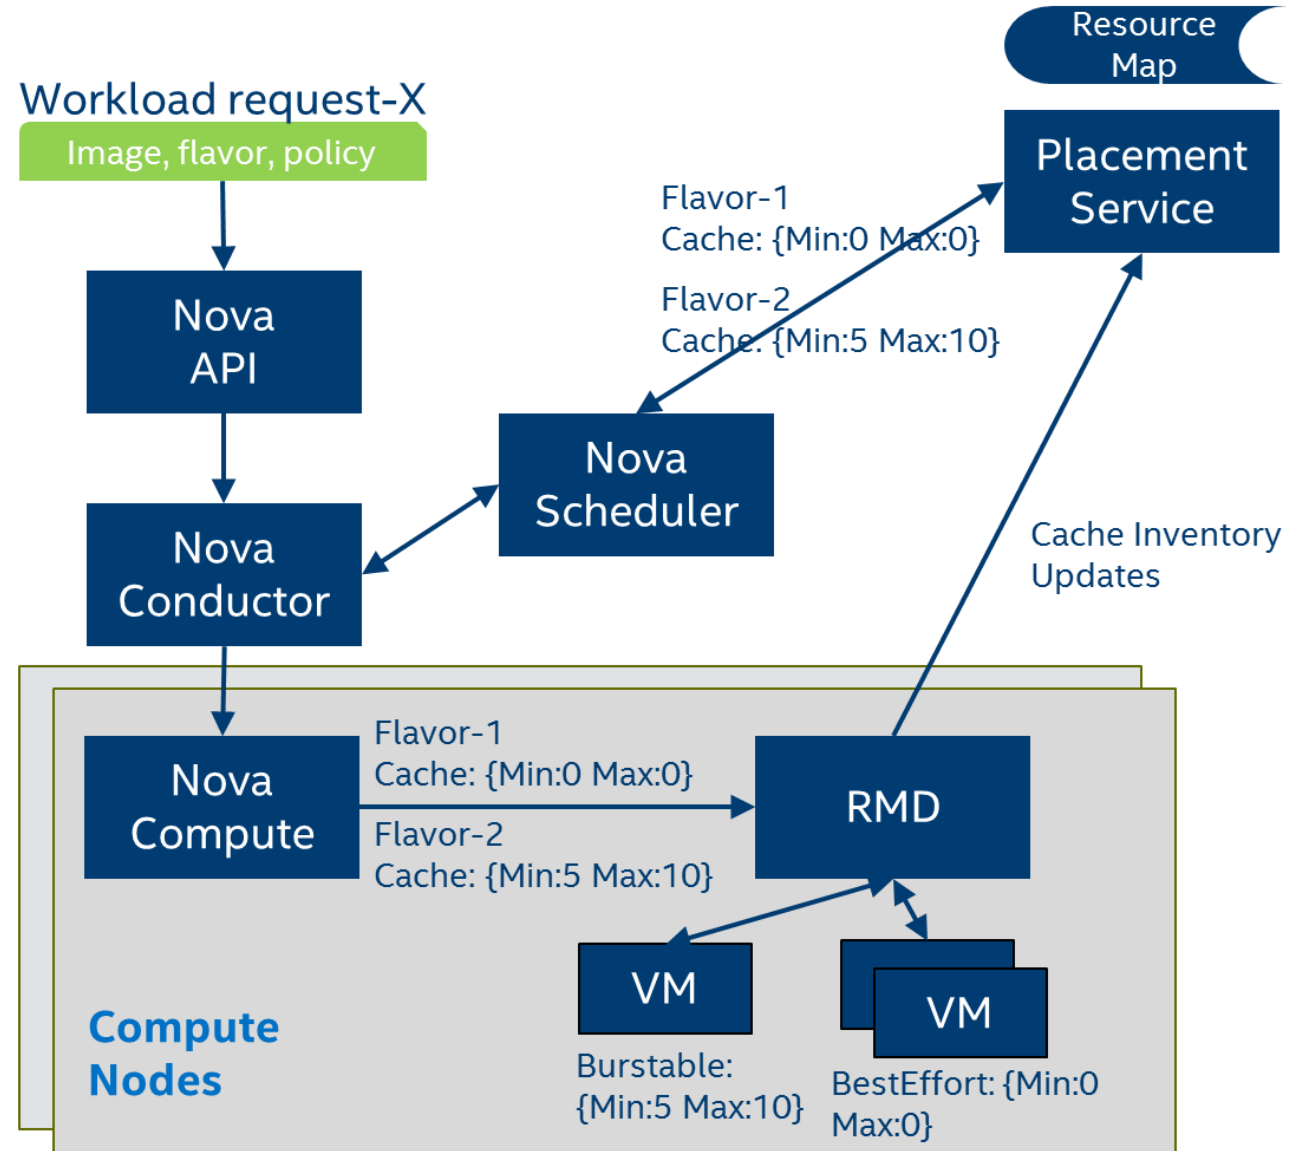 Resource
Map
Workload request-X
Image, flavor, policy
Placement
Service
Flavor-1
Cache: {Min:0 Max:0}
Flavor-2
Cache: {Min:5 Max:10}
Nova
API
Nova
Scheduler
Nova
Conductor
Cache Inventory
Updates
Nova
Compute
Flavor-1
Cache: {Min:0 Max:0}
Flavor-2
Cache: {Min:5 Max:10}
RMD
VM
VM
Burstable:
{Min:5 Max:10}
BestEffort: {Min:0
Max:0}
Compute
Nodes